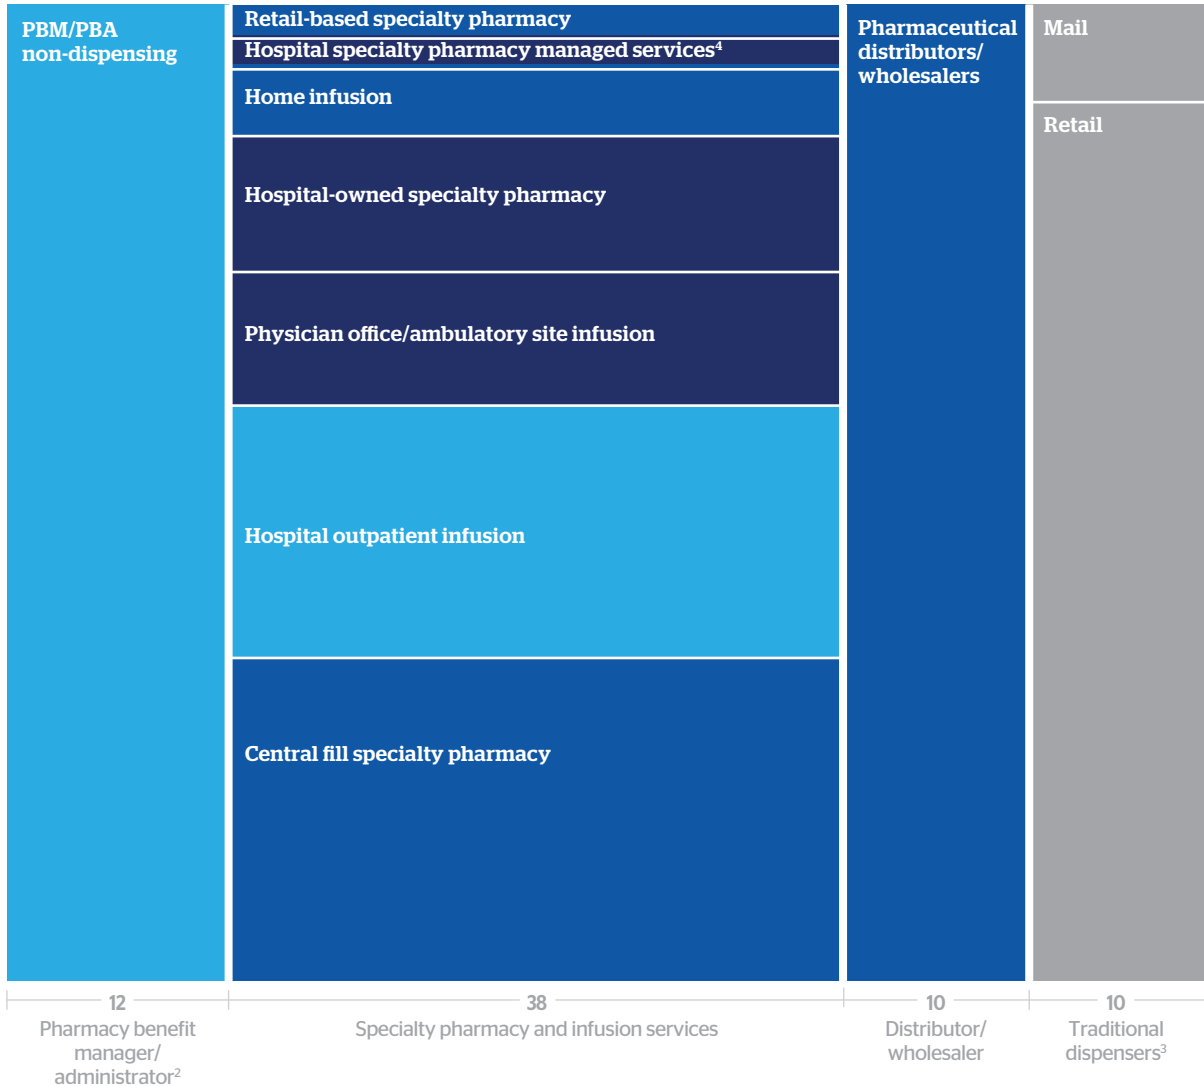 PBM/PBA
non-dispensing
Retail-based specialty pharmacy
Hospital specialty pharmacy managed services⁴
Home infusion
Hospital-owned specialty pharmacy
Physician office/ambulatory site infusion
Hospital outpatient infusion
Central fill specialty pharmacy
Pharmaceutical
distributors/
wholesalers
Mail
Retail
12
Pharmacy benefit
manager/
administrator²
38
Specialty pharmacy and infusion services
10
Distributor/
wholesaler
10
Traditional
dispensers³